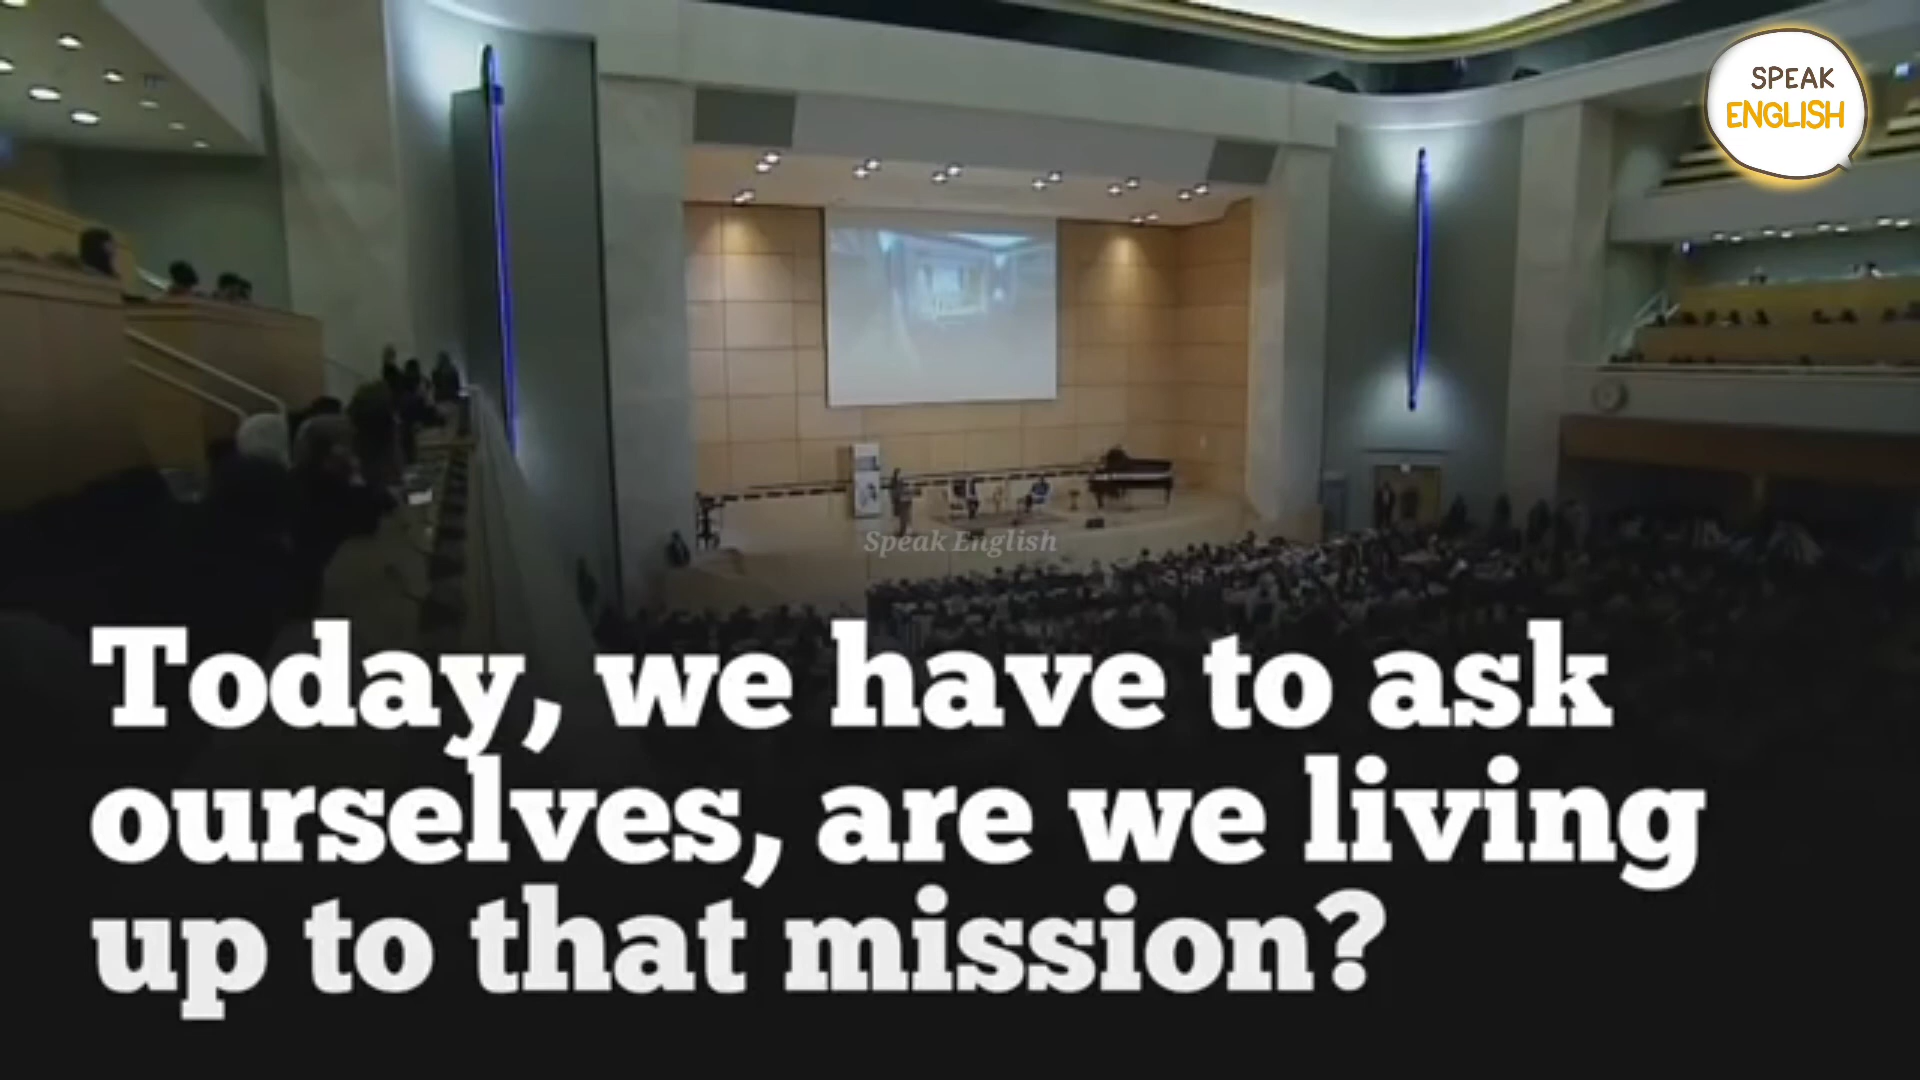 SPEAK
ENGLISH
Speak English
Today, we have to ask
ourselves, are we living
up to that mission?